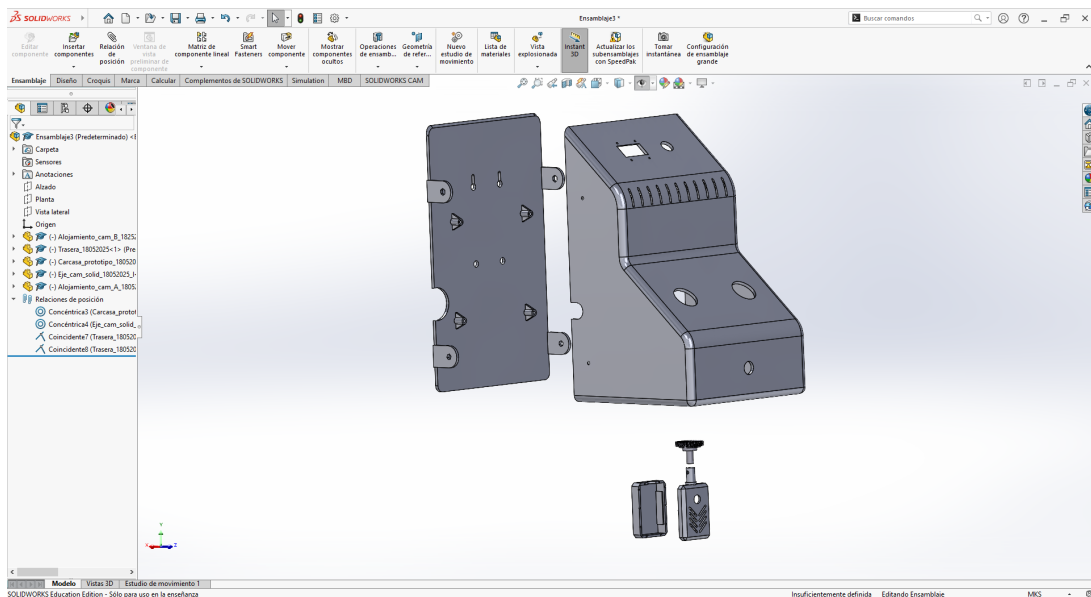 SOLIDWORKS
Ensamblaje3 *
Buscar comandos
Editar componente
Insertar componentes
Relación de posición
Ventana de vista preliminar de componente
Matriz de componente lineal
Smart Fasteners
Mover componente
Mostrar componentes ocultos
Operaciones de ensamb...
Geometría de refer...
Nuevo estudio de movimiento
Lista de materiales
Vista explosionada
Instant 3D
Actualizar los subensamblajes con SpeedPak
Tomar instantánea
Configuración de ensamblaje grande
Ensamblaje Diseño Croquis Marca Calcular Complementos de SOLIDWORKS Simulation MBD SOLIDWORKS CAM
Ensamblaje3 (Predeterminado) <
Carpeta
Sensores
Anotaciones
Alzado
Planta
Vista lateral
Origen
(-) Alojamiento_cam_B_1825
(-) Trasera_18052025<1> (Pre
(-) Carcasa_prototipo_180520
(-) Eje_cam_solid_18052025_
(-) Alojamiento_cam_A_1805
Relaciones de posición
Concéntrica3 (Carcasa_protot
Concéntrica4 (Eje_cam_solid_
Coincidente7 (Trasera_180520
Coincidente8 (Trasera_180520
Y
X
Z
Modelo Vistas 3D Estudio de movimiento 1
SOLIDWORKS Education Edition - Sólo para uso en la enseñanza
Insuficientemente definida Editando Ensamblaje MKS